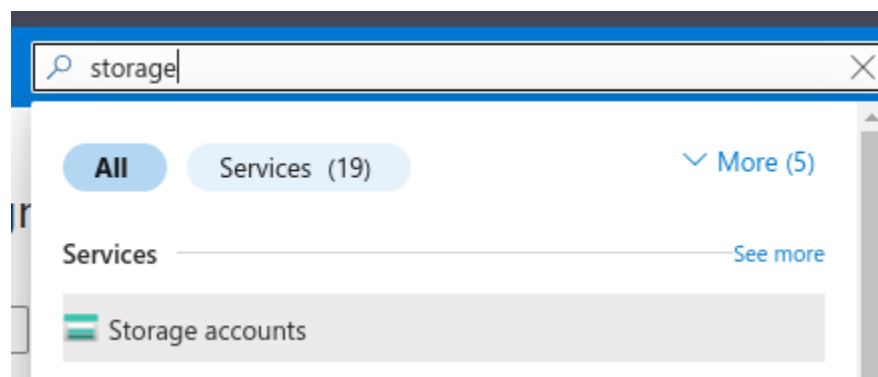 storage
All Services (19) More (5)
Services See more
Storage accounts